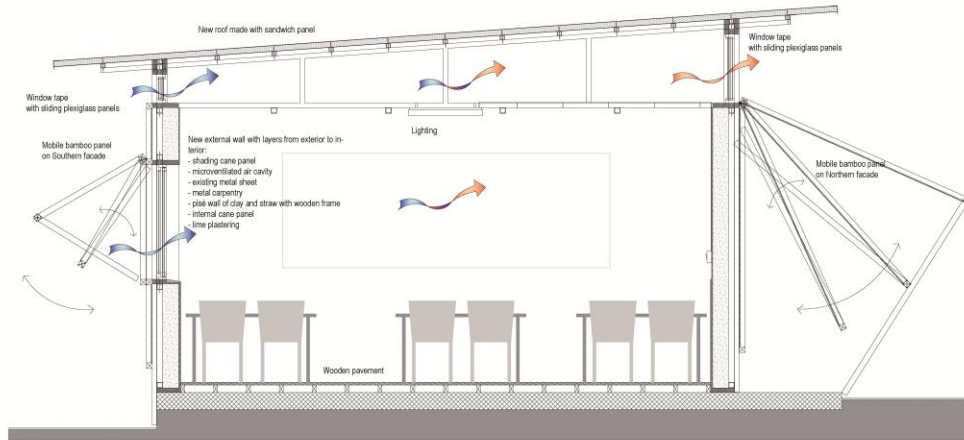 New roof made with sandwich panel
Window tape
with sliding plexiglass panels
Window tape
with sliding plexiglass panels
Lighting
Mobile bamboo panel
on Southern facade
New external wall with layers from exterior to in-
terior:
- shading cane panel
- microventilated air cavity
- existing metal sheet
- metal carpentry
- pisé wall of clay and straw with wooden frame
- internal cane panel
- lime plastering
Mobile bamboo panel
on Northern facade
Wooden pavement